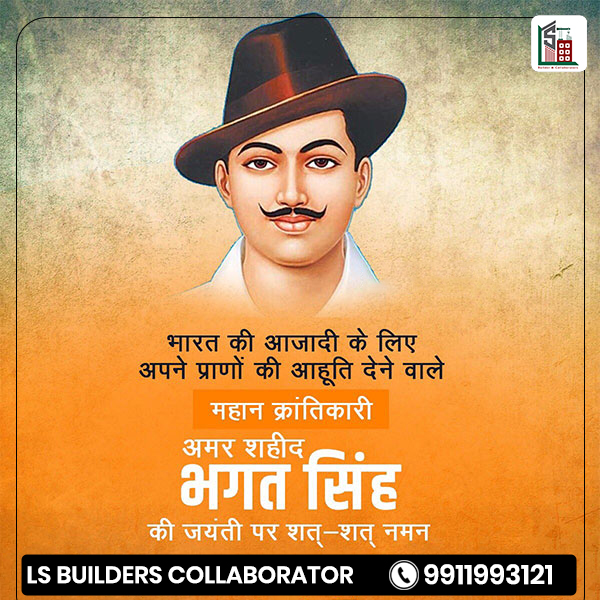 भारत की आजादी के लिए
अपने प्राणों की आहूति देने वाले
महान क्रांतिकारी
अमर शहीद
भगत सिंह
की जयंती पर शत्-शत् नमन
LS BUILDERS COLLABORATOR 9911993121